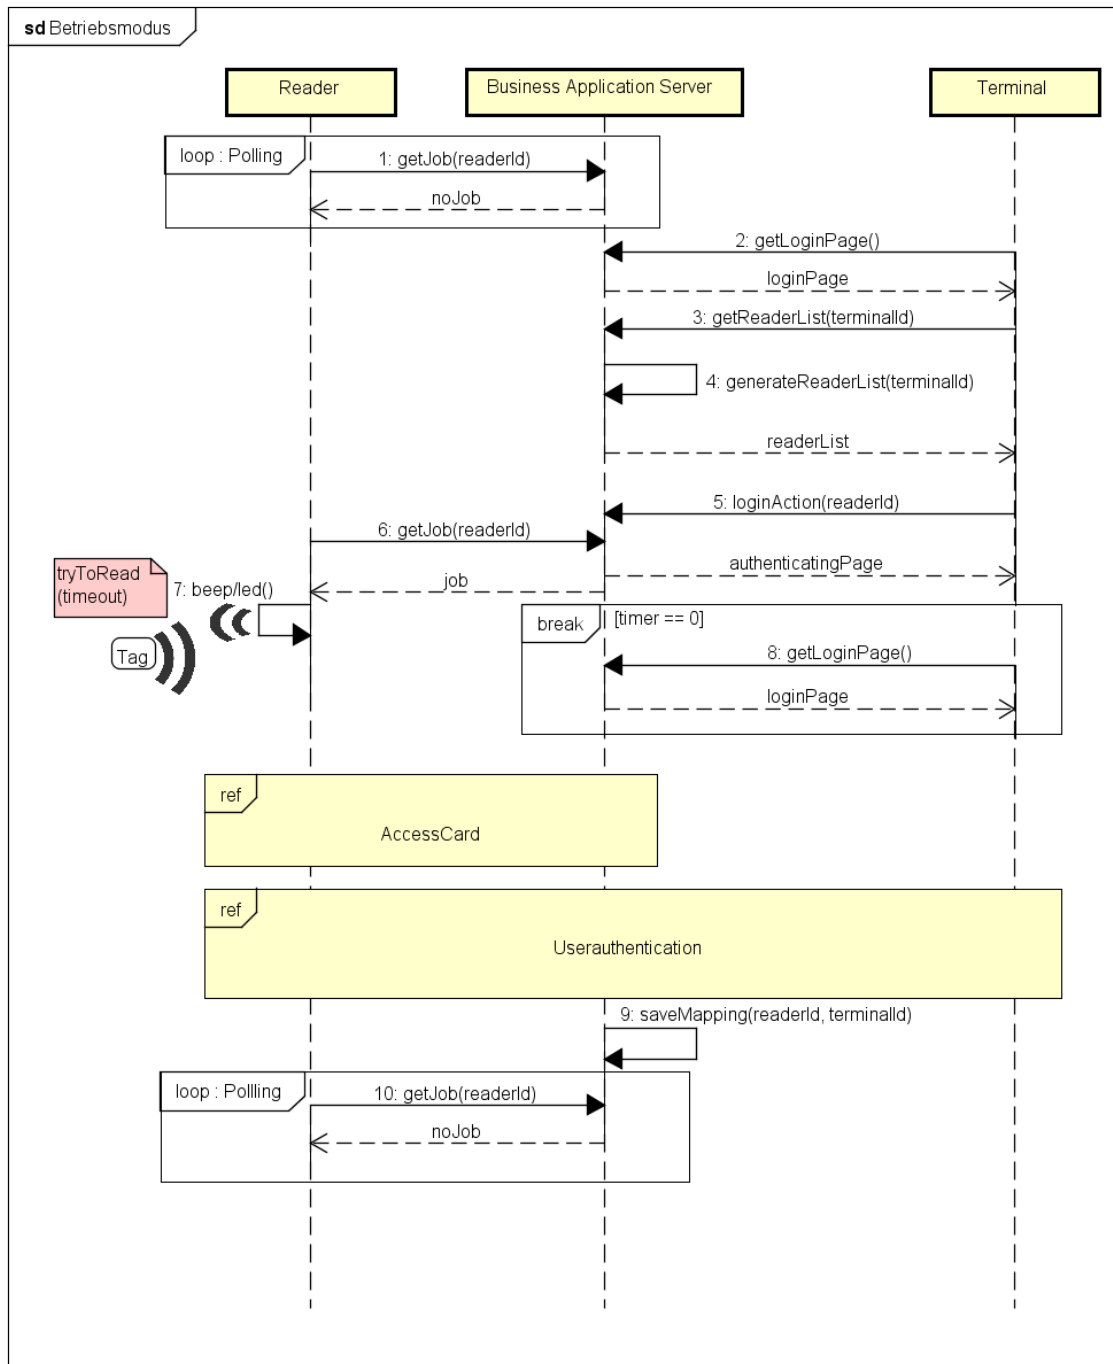 sd Betriebsmodus
Reader
Business Application Server
Terminal
loop : Polling
1: getJob(readerId)
noJob
2: getLoginPage()
loginPage
3: getReaderList(terminalId)
4: generateReaderList(terminalId)
readerList
5: loginAction(readerId)
6: getJob(readerId)
authenticatingPage
job
tryToRead
(timeout)
7: beep/led()
Tag
break
[timer == 0]
8: getLoginPage()
loginPage
ref
AccessCard
ref
Userauthentication
9: saveMapping(readerId, terminalId)
loop : Pollling
10: getJob(readerId)
noJob